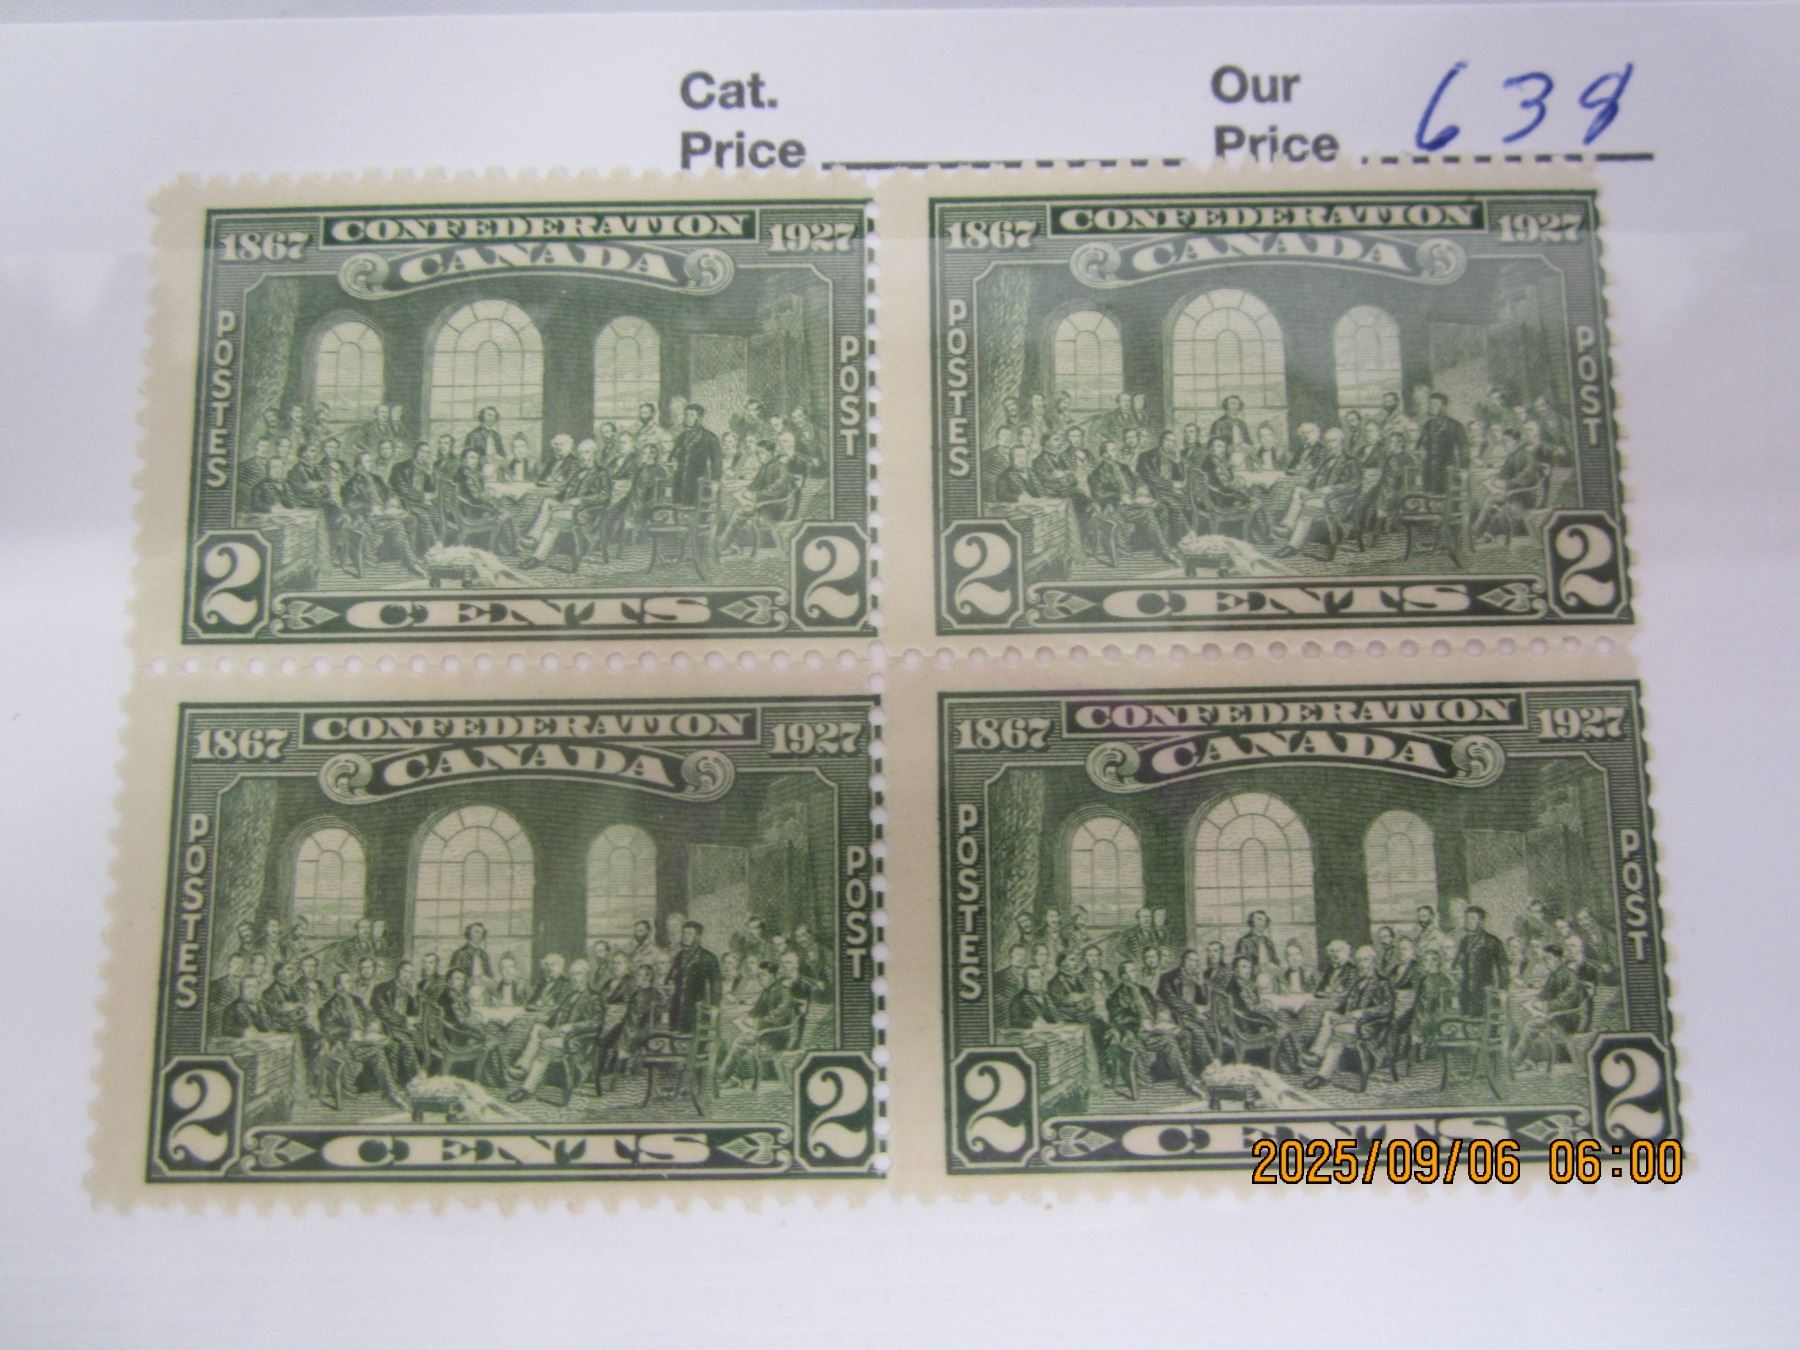 Cat.
Price
Our
Price 638
1867 CONFEDERATION 1927
CANADA
POSTES
POST
2 CENTS 2
1867 CONFEDERATION 1927
CANADA
POSTES
POST
2 CENTS 2
1867 CONFEDERATION 1927
CANADA
POSTES
POST
2 CENTS 2
1867 CONFEDERATION 1927
CANADA
POSTES
POST
2 CENTS 2
2025/09/06 06:00